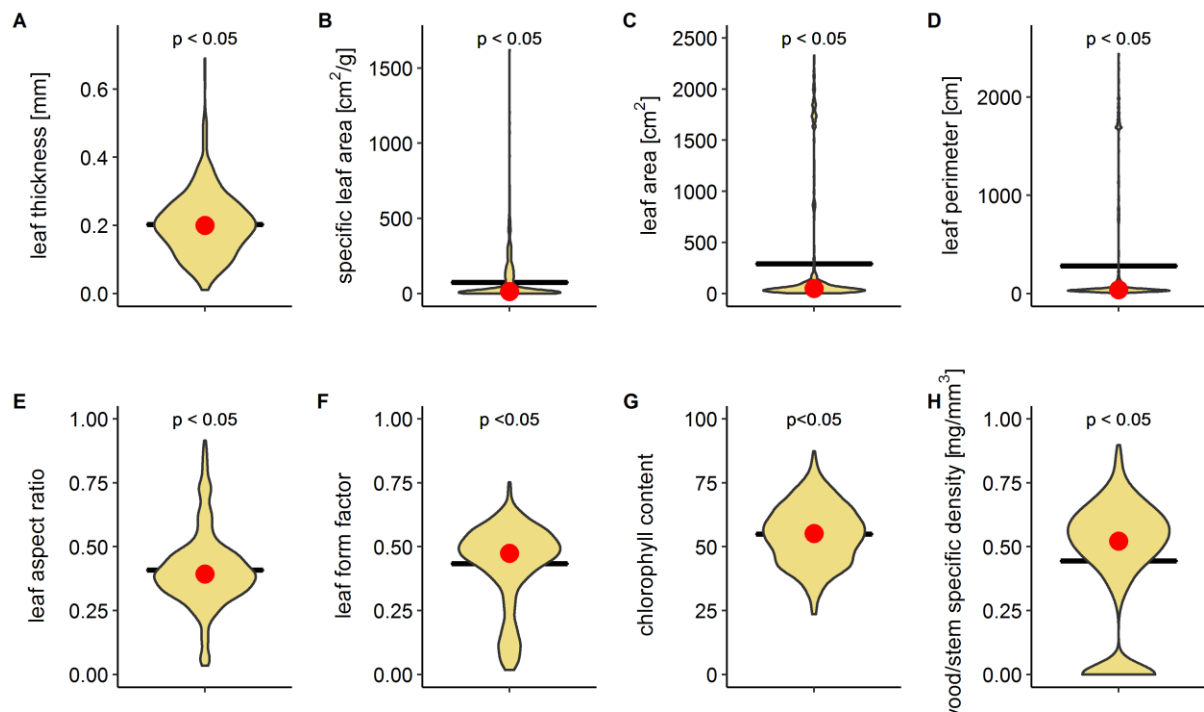 A
p < 0.05
leaf thickness [mm]
0.6
0.4
0.2
0.0
B
p < 0.05
specific leaf area [cm²/g]
1500
1000
500
0
C
p < 0.05
leaf area [cm²]
2500
2000
1500
1000
500
0
D
p < 0.05
leaf perimeter [cm]
2000
1000
0
E
p < 0.05
leaf aspect ratio
1.00
0.75
0.50
0.25
0.00
F
p <0.05
leaf form factor
1.00
0.75
0.50
0.25
0.00
G
p<0.05
chlorophyll content
100
75
50
25
0
H
p < 0.05
/stem specific density [mg/mm³]
1.00
0.75
0.50
0.25
0.00